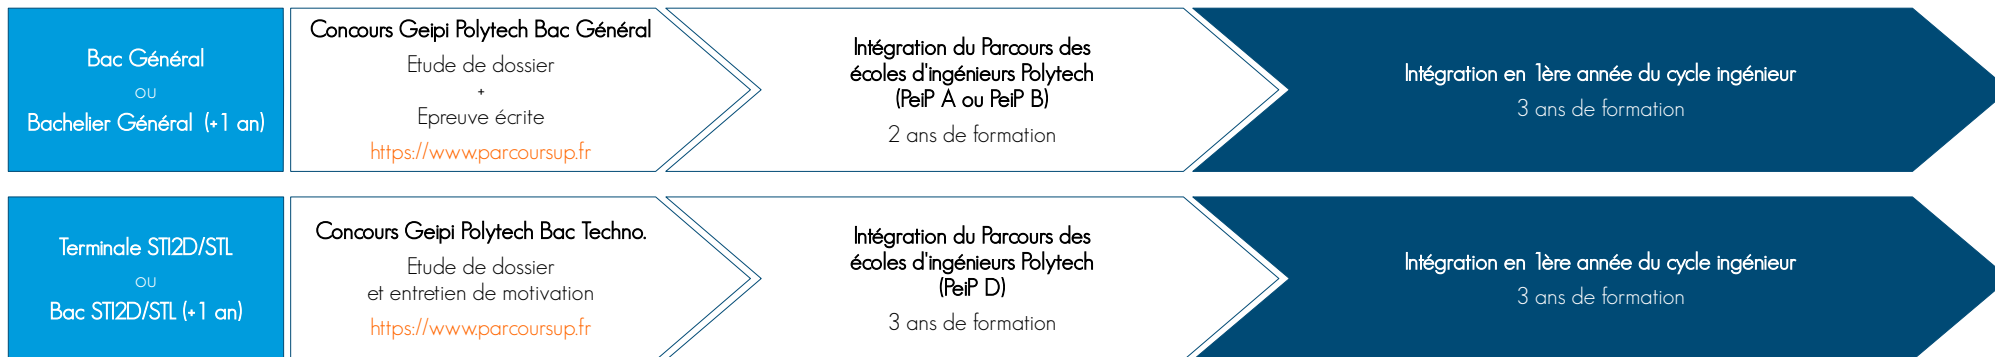 Bac Général
ou
Bachelier Général (+1 an)
Concours Geipi Polytech Bac Général
Etude de dossier
+
Epreuve écrite
https://www.parcoursup.fr
Intégration du Parcours des
écoles d'ingénieurs Polytech
(PeiP A ou PeiP B)
2 ans de formation
Intégration en 1ère année du cycle ingénieur
3 ans de formation
Terminale STI2D/STL
ou
Bac STI2D/STL (+1 an)
Concours Geipi Polytech Bac Techno.
Etude de dossier
et entretien de motivation
https://www.parcoursup.fr
Intégration du Parcours des
écoles d'ingénieurs Polytech
(PeiP D)
3 ans de formation
Intégration en 1ère année du cycle ingénieur
3 ans de formation